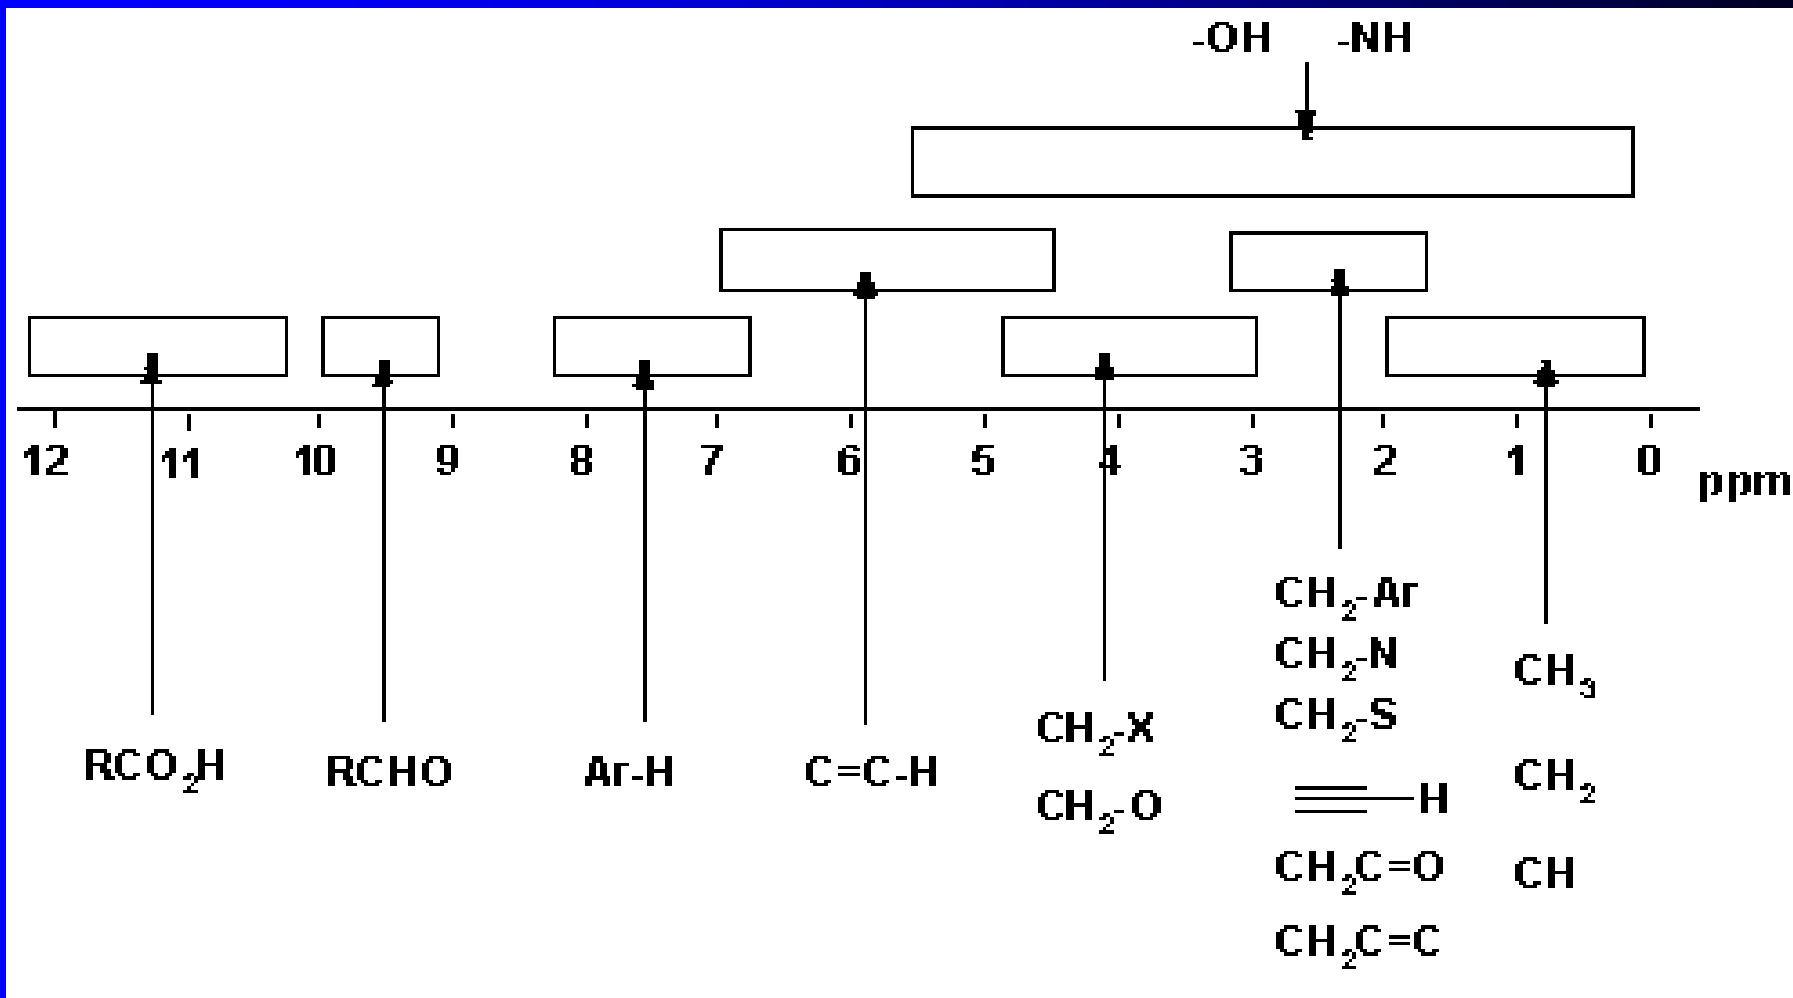 -OH -NH
12 11 10 9 8 7 6 5 4 3 2 1 0 ppm
RCO₂H
RCHO
Ar-H
C=C-H
CH₂-X
CH₂-O
CH₂-Ar
CH₂-N
CH₂-S
≡-H
CH₂C=O
CH₂C=C
CH₃
CH₂
CH